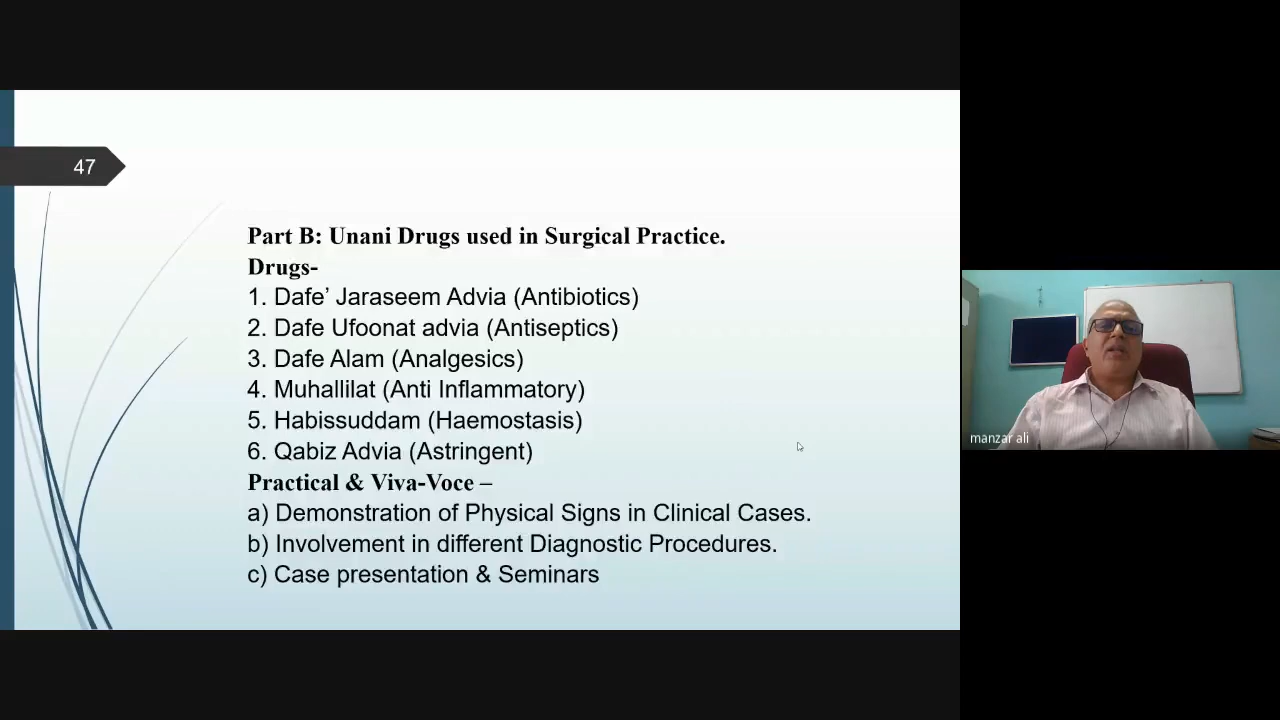 47
Part B: Unani Drugs used in Surgical Practice.
Drugs-
1. Dafe’ Jaraseem Advia (Antibiotics)
2. Dafe Ufoonat advia (Antiseptics)
3. Dafe Alam (Analgesics)
4. Muhallilat (Anti Inflammatory)
5. Habissuddam (Haemostasis)
6. Qabiz Advia (Astringent)
Practical & Viva-Voce –
a) Demonstration of Physical Signs in Clinical Cases.
b) Involvement in different Diagnostic Procedures.
c) Case presentation & Seminars
manzar ali